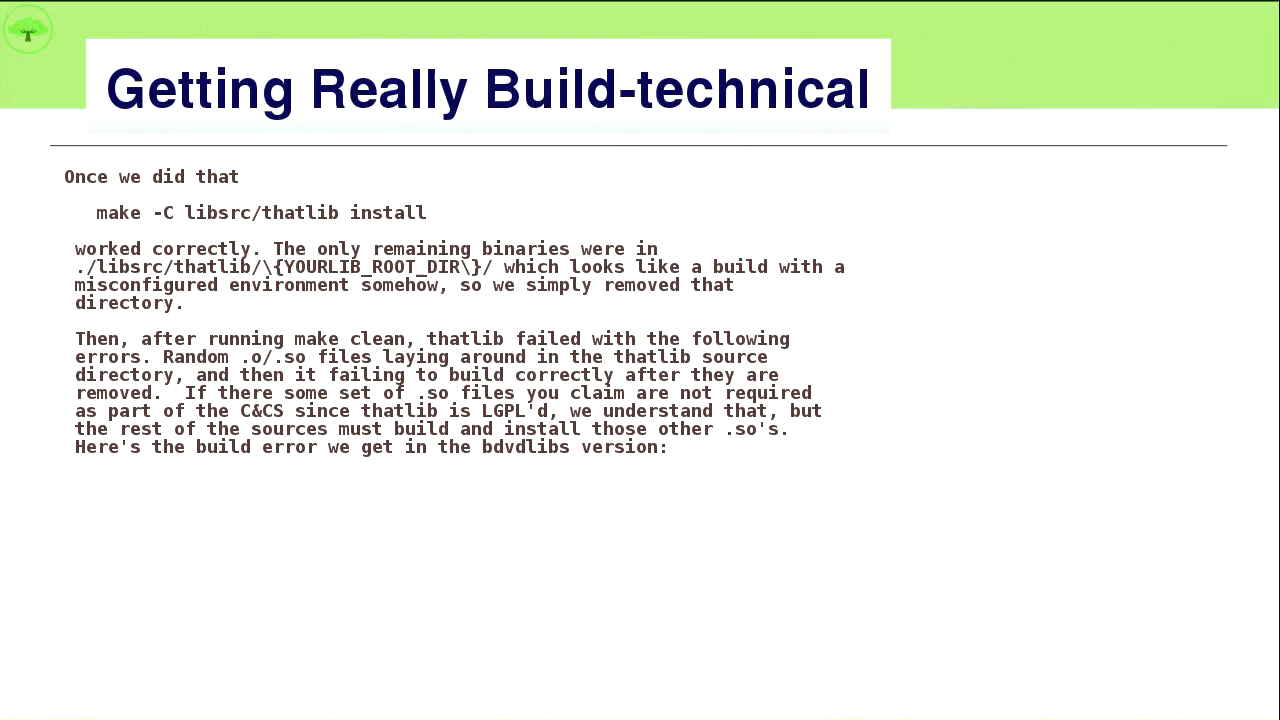 Getting Really Build-technical
Once we did that
make -C libsrc/thatlib install
worked correctly. The only remaining binaries were in
./libsrc/thatlib/\{YOURLIB_ROOT_DIR\}/ which looks like a build with a
misconfigured environment somehow, so we simply removed that
directory.
Then, after running make clean, thatlib failed with the following
errors. Random .o/.so files laying around in the thatlib source
directory, and then it failing to build correctly after they are
removed.  If there some set of .so files you claim are not required
as part of the C&CS since thatlib is LGPL'd, we understand that, but
the rest of the sources must build and install those other .so's.
Here's the build error we get in the bdvdlibs version: